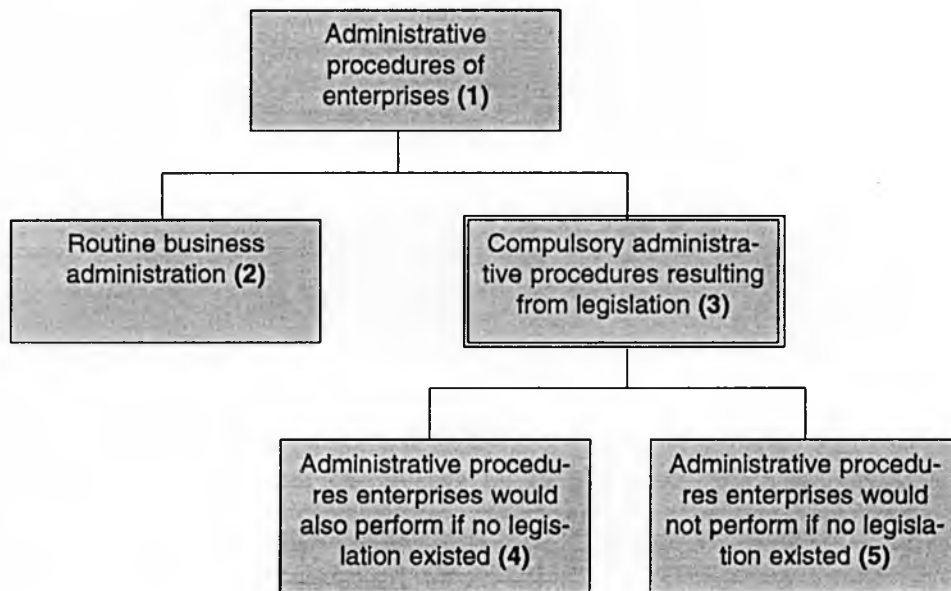 Administrative
procedures of
enterprises (1)
Routine business
administration (2)
Compulsory administra-
tive procedures resulting
from legislation (3)
Administrative procedu-
res enterprises would
also perform if no legis-
lation existed (4)
Administrative procedu-
res enterprises would
not perform if no legisla-
tion existed (5)